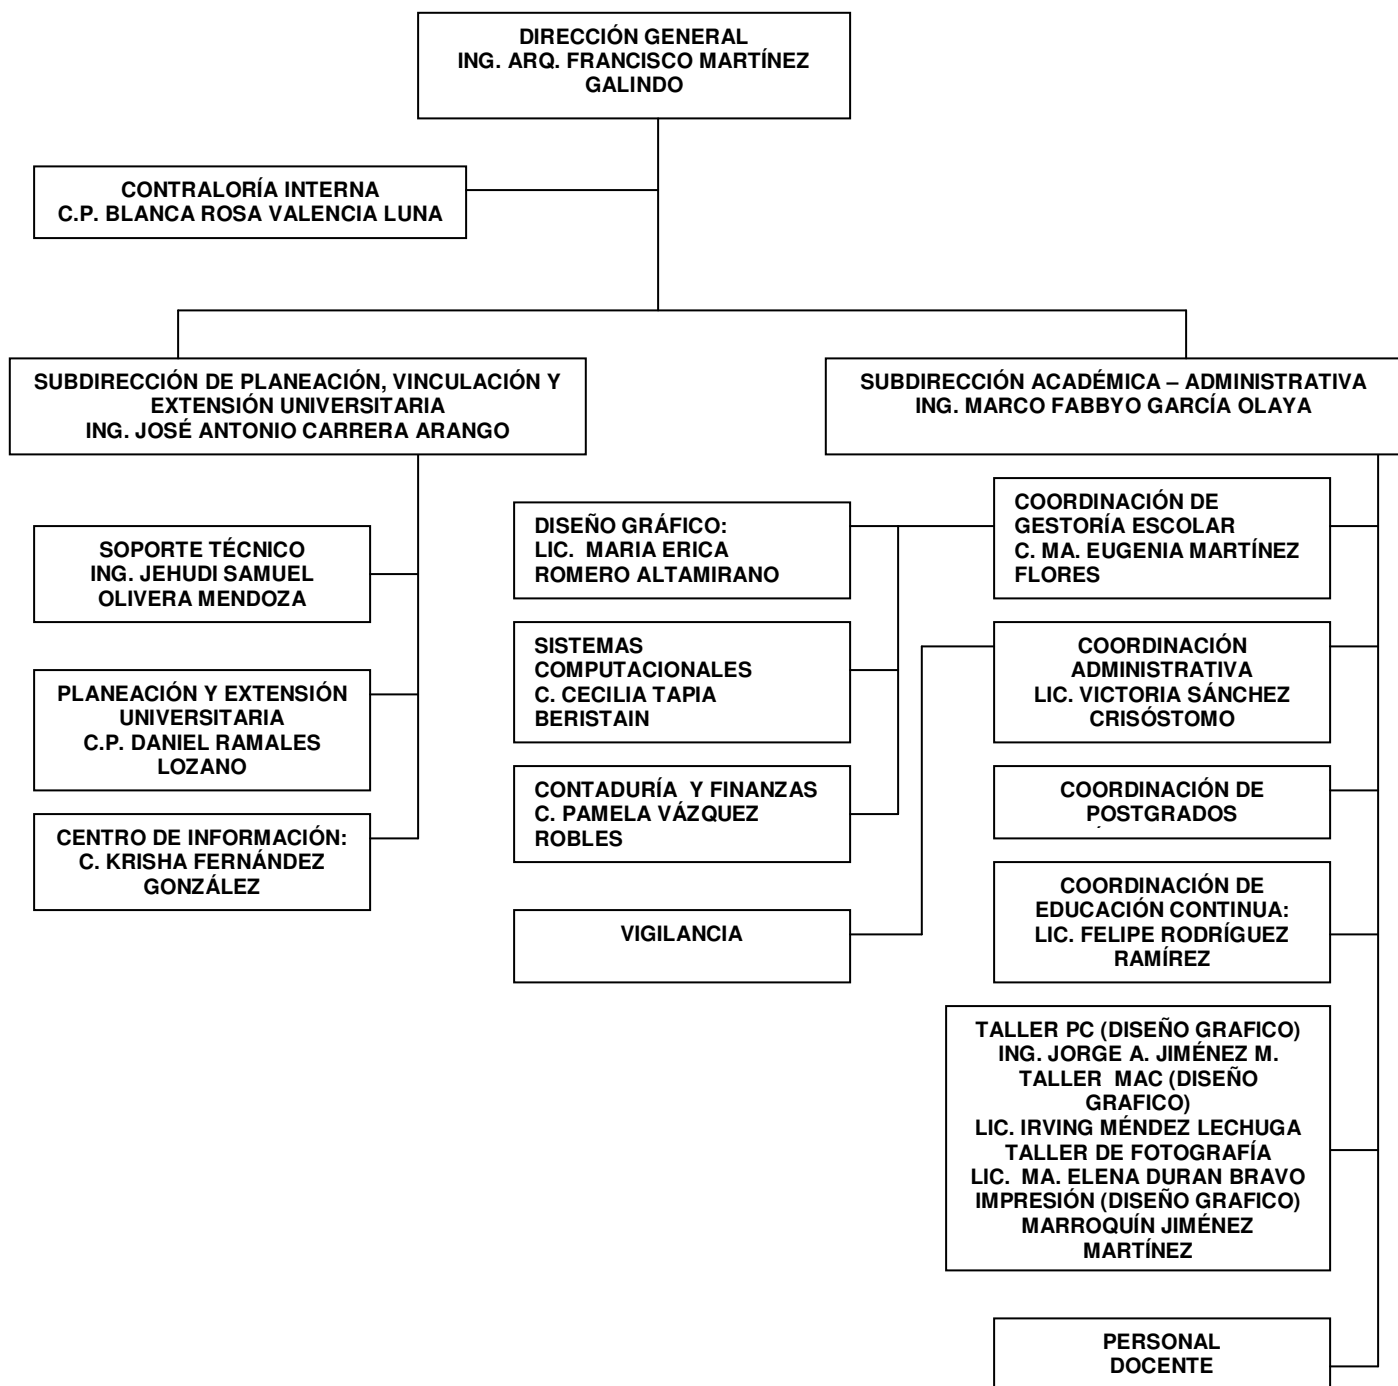 DIRECCIÓN GENERAL
ING. ARQ. FRANCISCO MARTÍNEZ
GALINDO
CONTRALORÍA INTERNA
C.P. BLANCA ROSA VALENCIA LUNA
SUBDIRECCIÓN DE PLANEACIÓN, VINCULACIÓN Y
EXTENSIÓN UNIVERSITARIA
ING. JOSÉ ANTONIO CARRERA ARANGO
SUBDIRECCIÓN ACADÉMICA – ADMINISTRATIVA
ING. MARCO FABBYO GARCÍA OLAYA
SOPORTE TÉCNICO
ING. JEHUDI SAMUEL
OLIVERA MENDOZA
PLANEACIÓN Y EXTENSIÓN
UNIVERSITARIA
C.P. DANIEL RAMALES
LOZANO
CENTRO DE INFORMACIÓN:
C. KRISHA FERNÁNDEZ
GONZÁLEZ
DISEÑO GRÁFICO:
LIC.  MARIA ERICA
ROMERO ALTAMIRANO
SISTEMAS
COMPUTACIONALES
C. CECILIA TAPIA
BERISTAIN
CONTADURÍA  Y FINANZAS
C. PAMELA VÁZQUEZ
ROBLES
VIGILANCIA
COORDINACIÓN DE
GESTORÍA ESCOLAR
C. MA. EUGENIA MARTÍNEZ
FLORES
COORDINACIÓN
ADMINISTRATIVA
LIC. VICTORIA SÁNCHEZ
CRISÓSTOMO
COORDINACIÓN DE
POSTGRADOS
COORDINACIÓN DE
EDUCACIÓN CONTINUA:
LIC. FELIPE RODRÍGUEZ
RAMÍREZ
TALLER PC (DISEÑO GRAFICO)
ING. JORGE A. JIMÉNEZ M.
TALLER  MAC (DISEÑO
GRAFICO)
LIC. IRVING MÉNDEZ LECHUGA
TALLER DE FOTOGRAFÍA
LIC.  MA. ELENA DURAN BRAVO
IMPRESIÓN (DISEÑO GRAFICO)
MARROQUÍN JIMÉNEZ
MARTÍNEZ
PERSONAL
DOCENTE